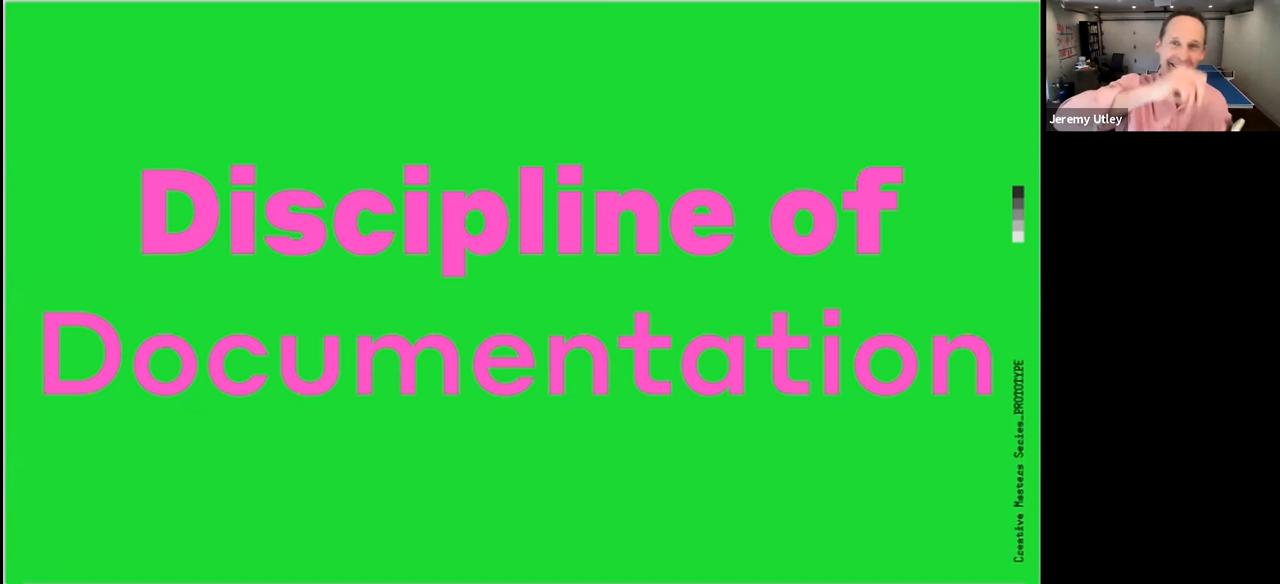 Discipline of
Documentation
Creative Masters Series_PROTOTYPE
Jeremy Utley